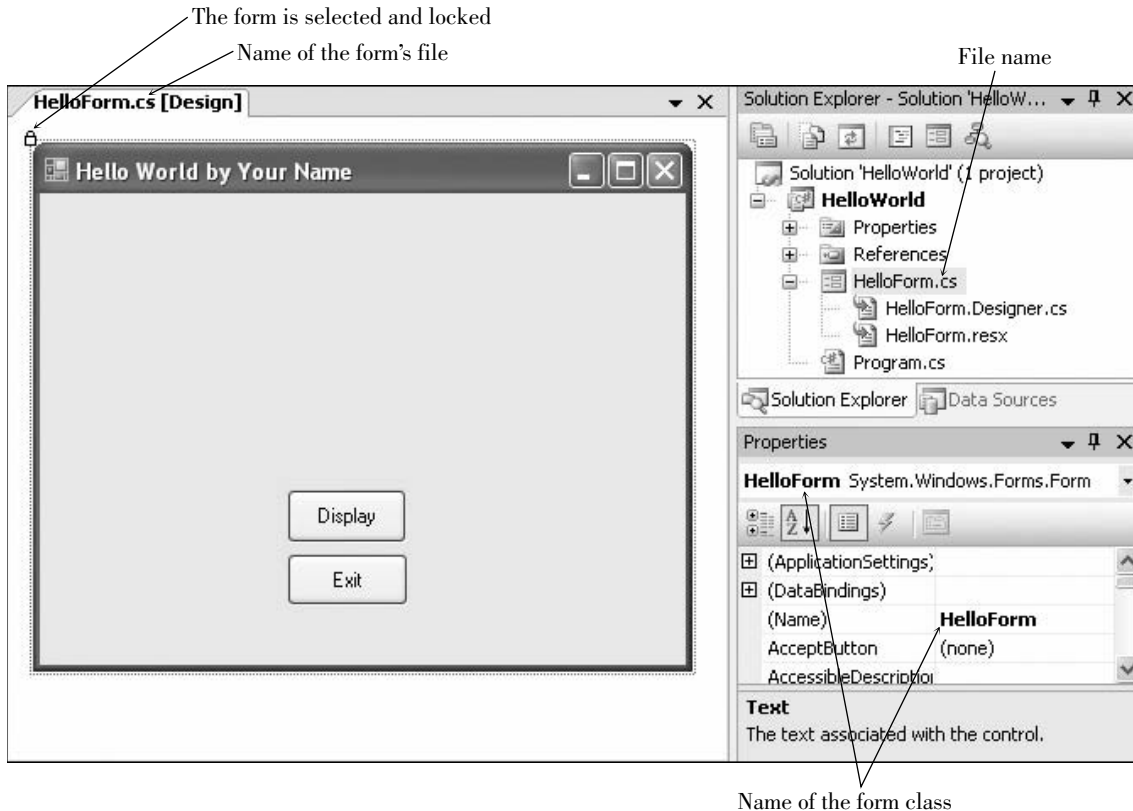 The form is selected and locked
Name of the form's file
File name
HelloForm.cs [Design]
Hello World by Your Name
Display
Exit
Solution Explorer - Solution 'HelloW...
Solution 'HelloWorld' (1 project)
HelloWorld
Properties
References
HelloForm.cs
HelloForm.Designer.cs
HelloForm.resx
Program.cs
Solution Explorer Data Sources
Properties
HelloForm System.Windows.Forms.Form
(ApplicationSettings)
(DataBindings)
(Name) HelloForm
AcceptButton (none)
AccessibleDescription
Text
The text associated with the control.
Name of the form class